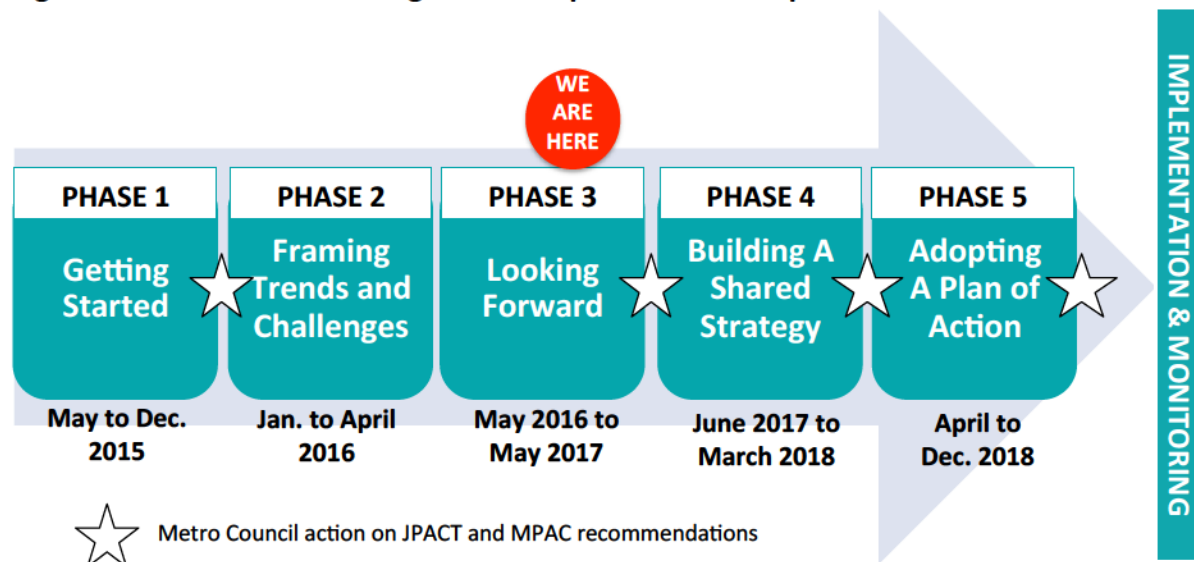 WE
ARE
HERE
PHASE 1
Getting
Started
May to Dec.
2015
PHASE 2
Framing
Trends and
Challenges
Jan. to April
2016
PHASE 3
Looking
Forward
May 2016 to
May 2017
PHASE 4
Building A
Shared
Strategy
June 2017 to
March 2018
PHASE 5
Adopting
A Plan of
Action
April to
Dec. 2018
IMPLEMENTATION & MONITORING
Metro Council action on JPACT and MPAC recommendations